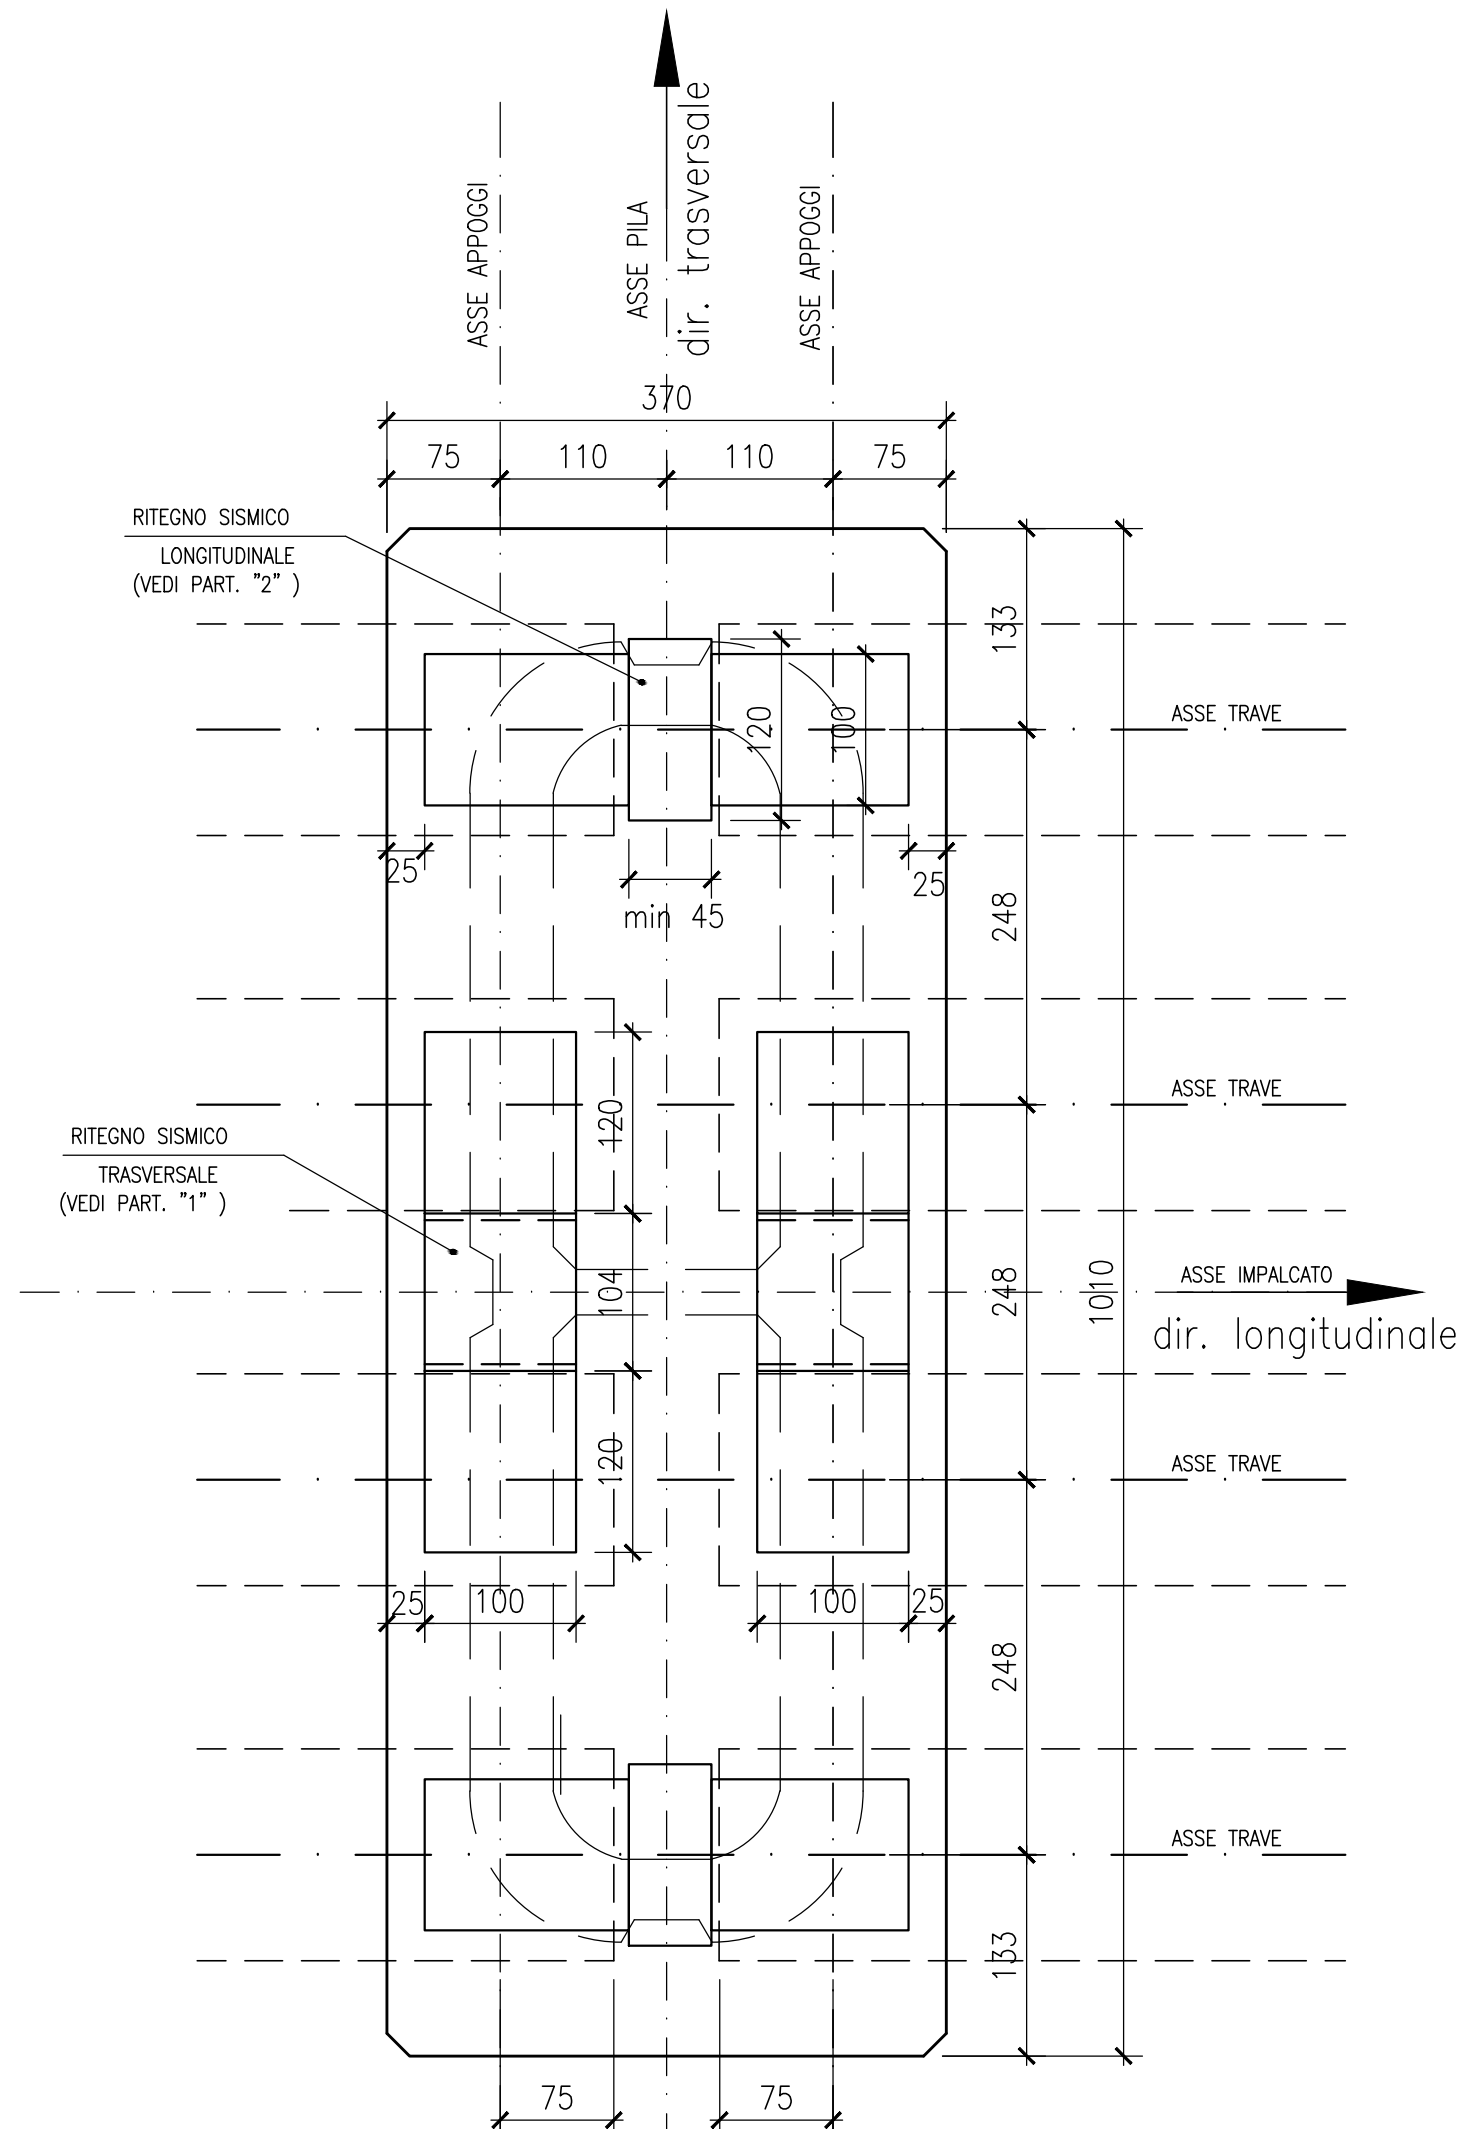 dir. trasversale
ASSE APPOGGI
ASSE PILA
ASSE APPOGGI
370
75
110
110
75
RITEGNO SISMICO
LONGITUDINALE
(VEDI PART. "2" )
133
ASSE TRAVE
120
100
25
25
min 45
248
ASSE TRAVE
120
RITEGNO SISMICO
TRASVERSALE
(VEDI PART. "1" )
104
248
1010
ASSE IMPALCATO
dir. longitudinale
120
ASSE TRAVE
25
100
100
25
248
ASSE TRAVE
133
75
75